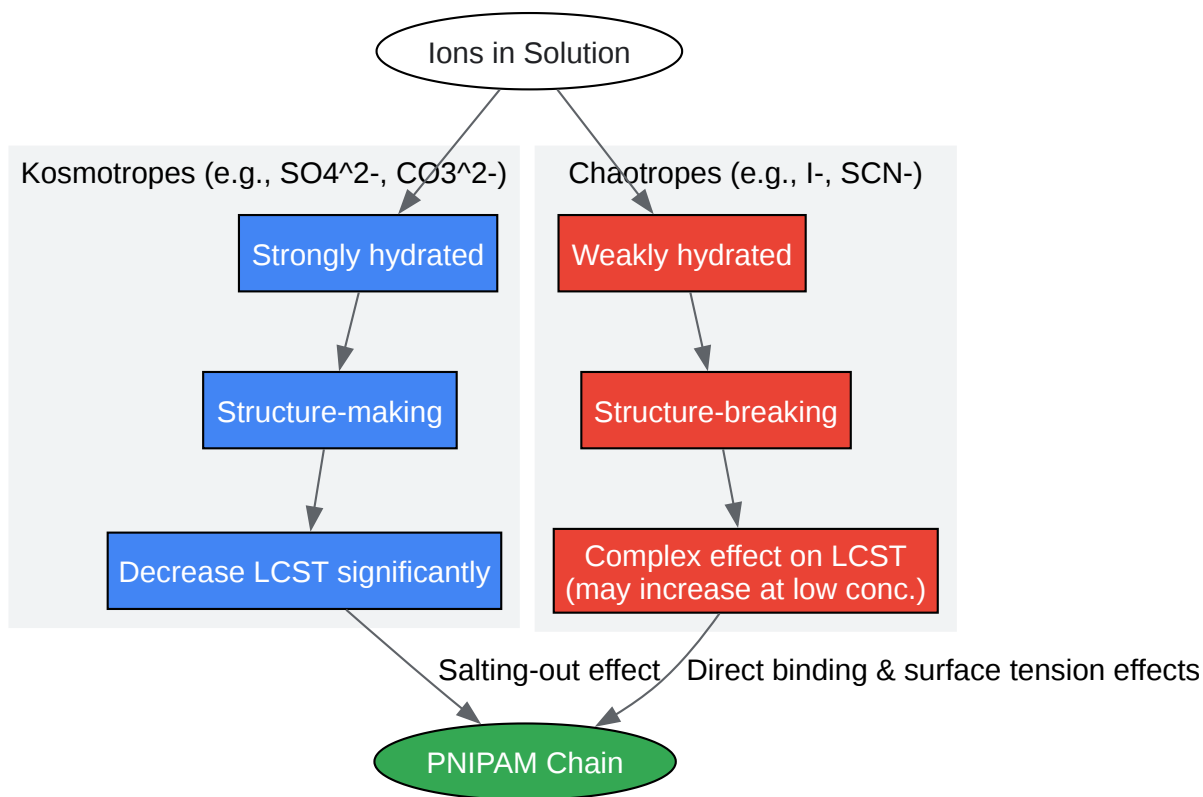 Ions in Solution
Kosmotropes (e.g., SO4^2-, CO3^2-)
Chaotropes (e.g., I-, SCN-)
Strongly hydrated
Weakly hydrated
Structure-making
Structure-breaking
Decrease LCST significantly
Complex effect on LCST
(may increase at low conc.)
Salting-out effect
Direct binding & surface tension effects
PNIPAM Chain